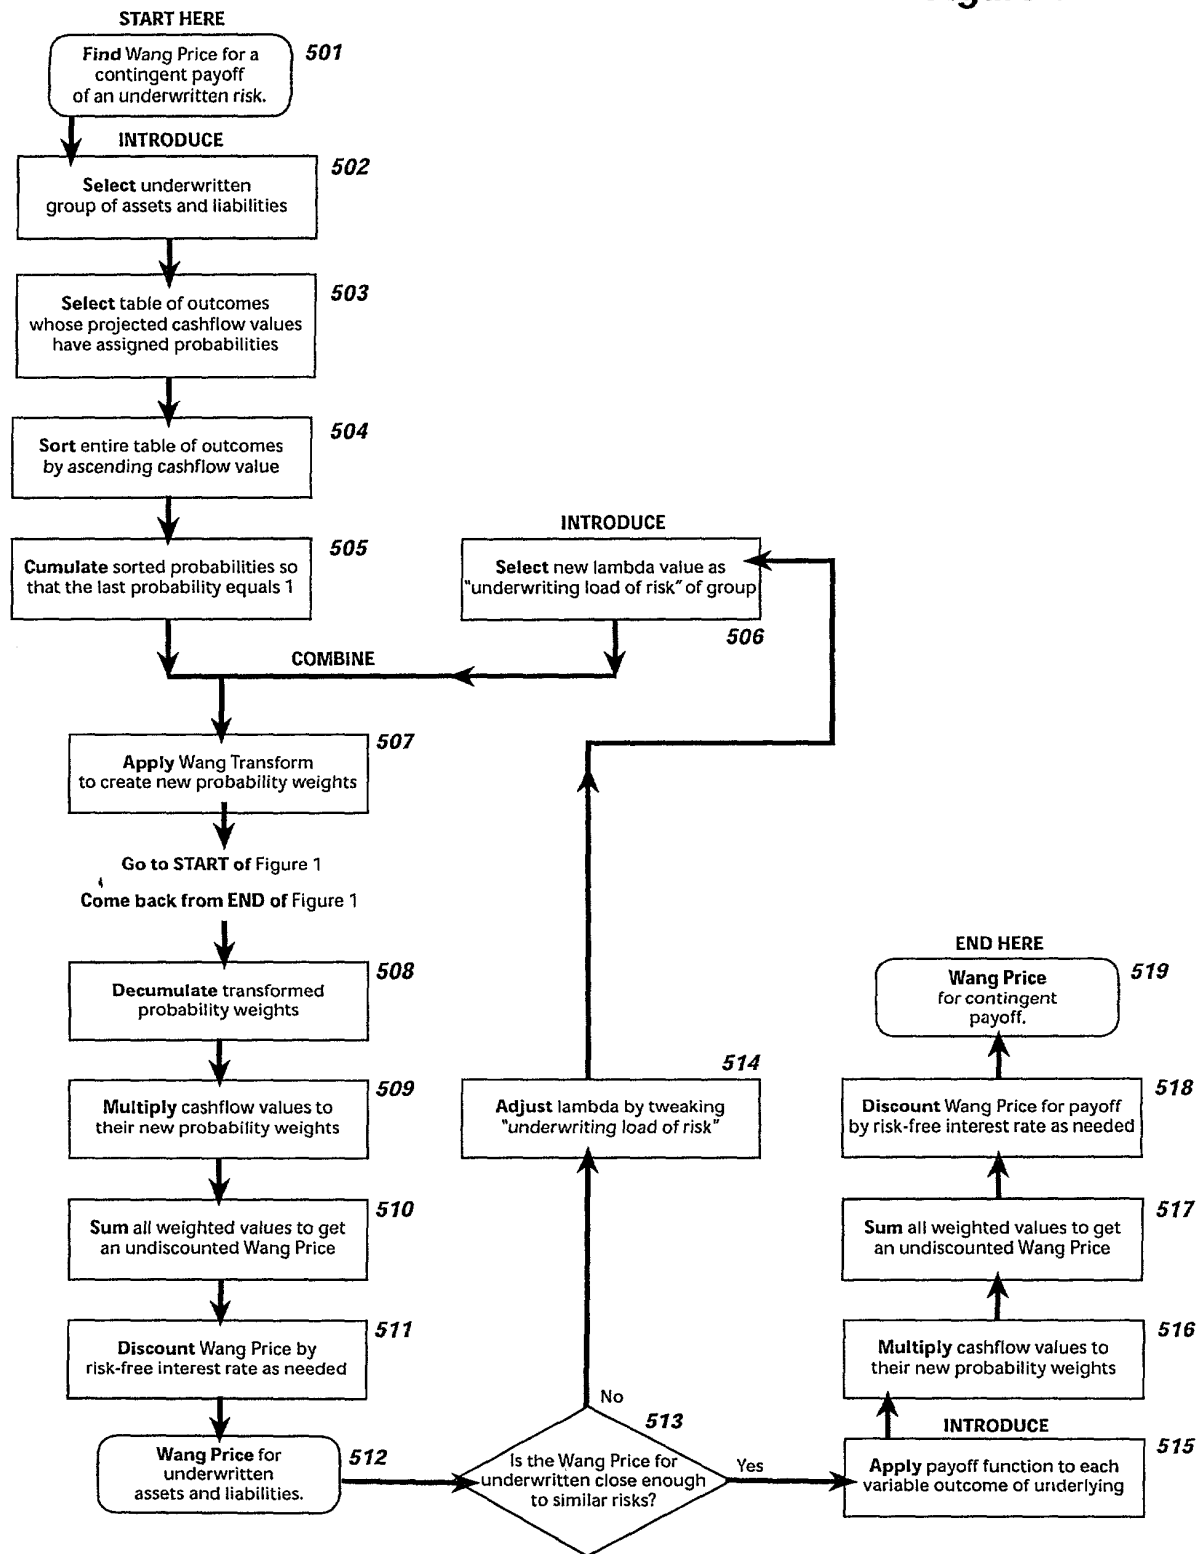 START HERE
Find Wang Price for a
contingent payoff
of an underwritten risk.
501
INTRODUCE
Select underwritten
group of assets and liabilities
502
Select table of outcomes
whose projected cashflow values
have assigned probabilities
503
Sort entire table of outcomes
by ascending cashflow value
504
Cumulate sorted probabilities so
that the last probability equals 1
505
INTRODUCE
Select new lambda value as
"underwriting load of risk" of group
506
COMBINE
Apply Wang Transform
to create new probability weights
507
Go to START of Figure 1
Come back from END of Figure 1
Decumulate transformed
probability weights
508
Multiply cashflow values to
their new probability weights
509
Sum all weighted values to get
an undiscounted Wang Price
510
Discount Wang Price by
risk-free interest rate as needed
511
Wang Price for
underwritten
assets and liabilities.
512
Is the Wang Price for
underwritten close enough
to similar risks?
513
No
Yes
Adjust lambda by tweaking
"underwriting load of risk"
514
INTRODUCE
Apply payoff function to each
variable outcome of underlying
515
Multiply cashflow values to
their new probability weights
516
Sum all weighted values to get
an undiscounted Wang Price
517
Discount Wang Price for payoff
by risk-free interest rate as needed
518
END HERE
Wang Price
for contingent
payoff.
519